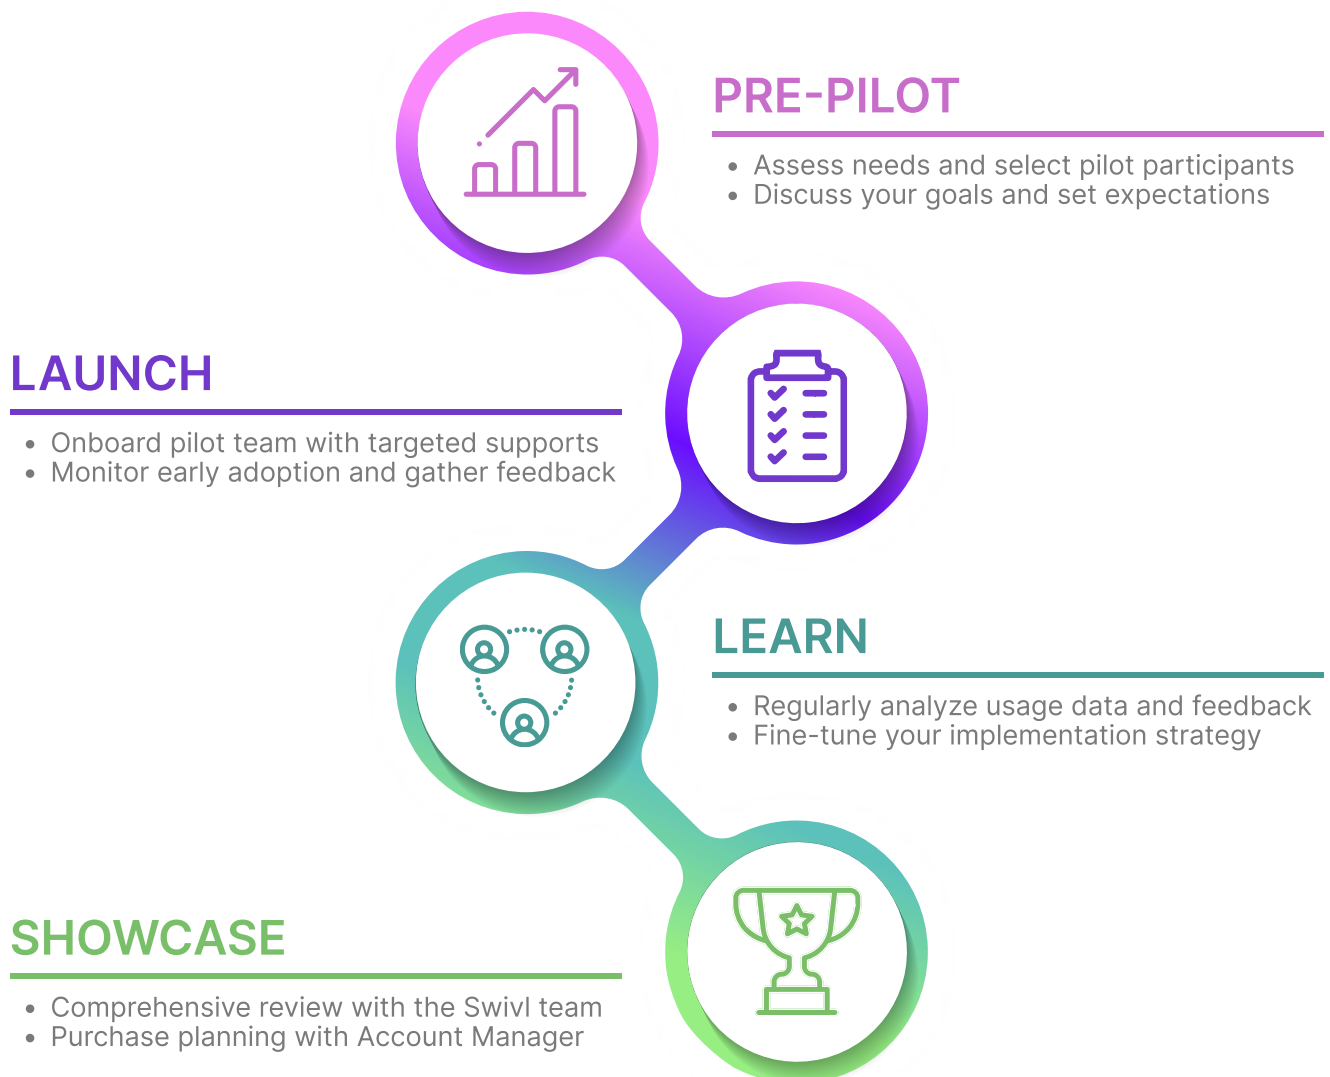 PRE-PILOT
• Assess needs and select pilot participants
• Discuss your goals and set expectations
LAUNCH
• Onboard pilot team with targeted supports
• Monitor early adoption and gather feedback
LEARN
• Regularly analyze usage data and feedback
• Fine-tune your implementation strategy
SHOWCASE
• Comprehensive review with the Swivl team
• Purchase planning with Account Manager